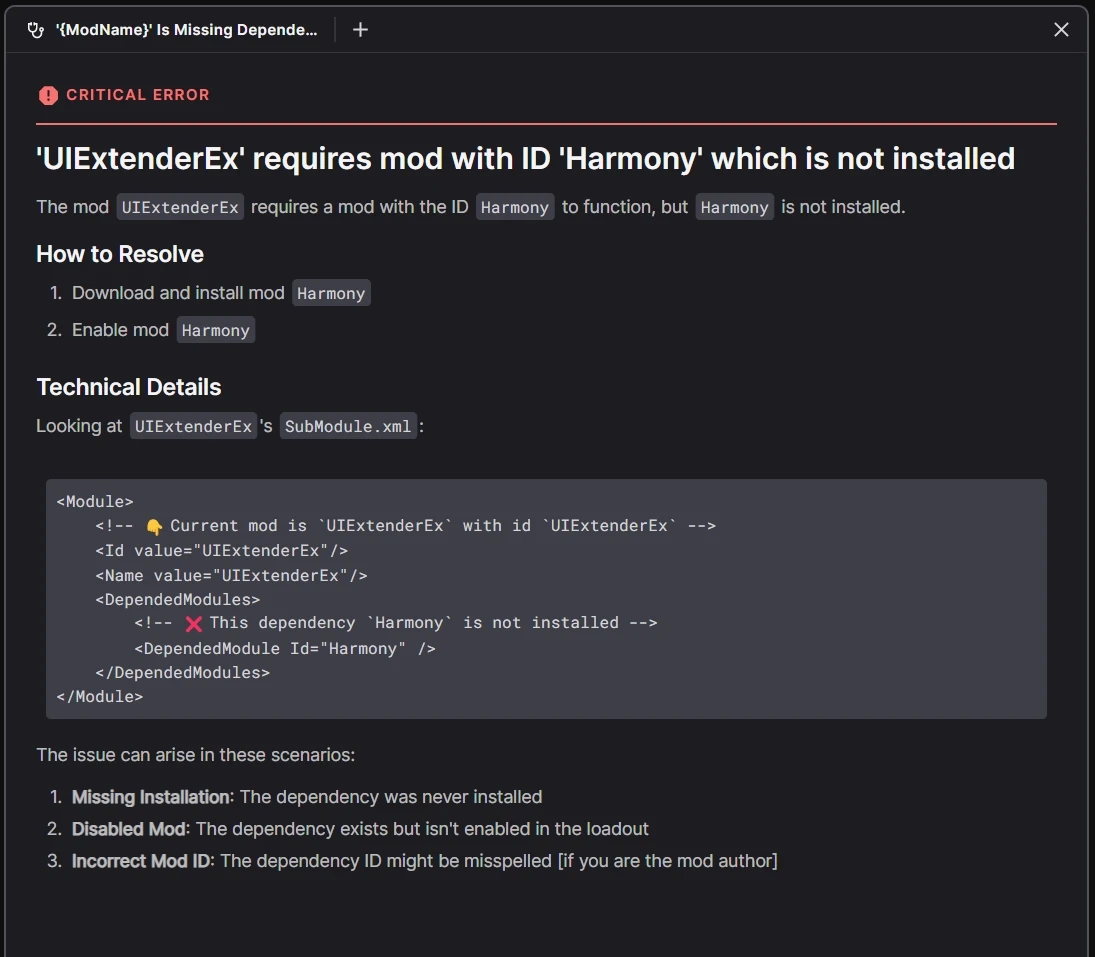 '{ModName}' Is Missing Depende...
CRITICAL ERROR
'UIExtenderEx' requires mod with ID 'Harmony' which is not installed
The mod UIExtenderEx requires a mod with the ID Harmony to function, but Harmony is not installed.
How to Resolve
1. Download and install mod Harmony
2. Enable mod Harmony
Technical Details
Looking at UIExtenderEx's SubModule.xml:
<Module>
    <!-- 👇 Current mod is `UIExtenderEx` with id `UIExtenderEx` -->
    <Id value="UIExtenderEx"/>
    <Name value="UIExtenderEx"/>
    <DependedModules>
        <!-- ❌ This dependency `Harmony` is not installed -->
        <DependedModule Id="Harmony" />
    </DependedModules>
</Module>
The issue can arise in these scenarios:
1. Missing Installation: The dependency was never installed
2. Disabled Mod: The dependency exists but isn't enabled in the loadout
3. Incorrect Mod ID: The dependency ID might be misspelled [if you are the mod author]